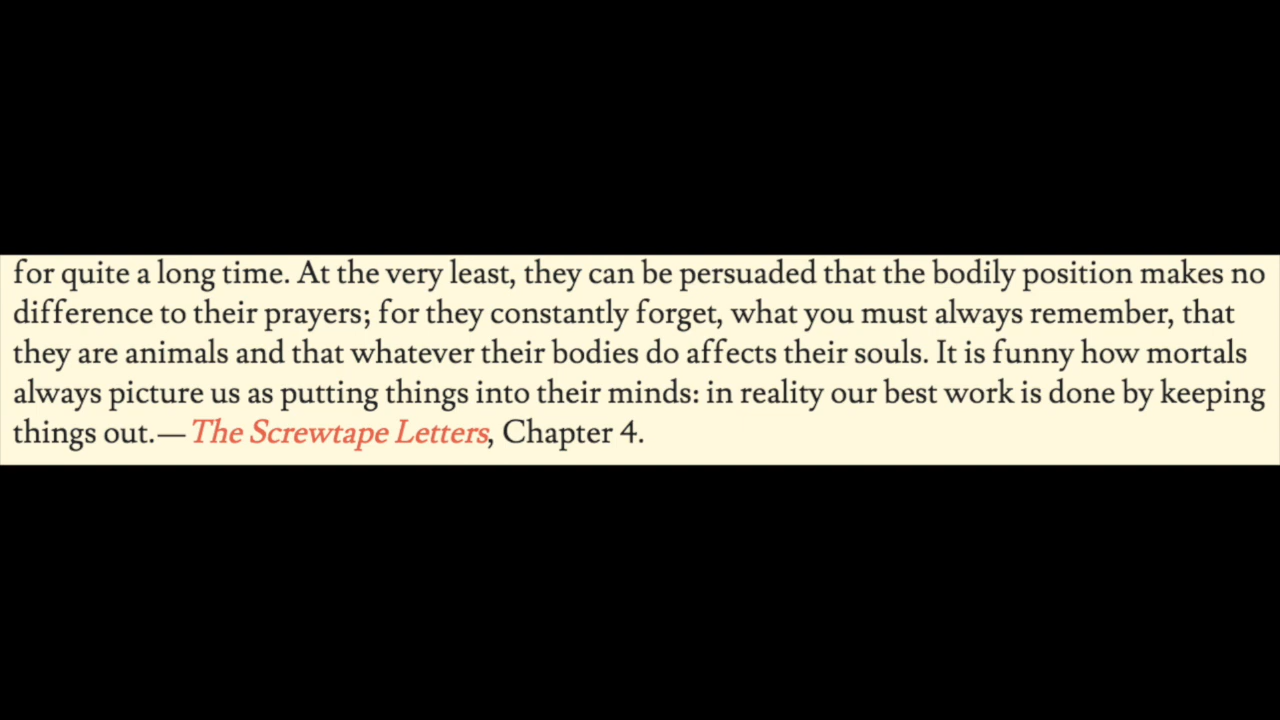 for quite a long time. At the very least, they can be persuaded that the bodily position makes no
difference to their prayers; for they constantly forget, what you must always remember, that
they are animals and that whatever their bodies do affects their souls. It is funny how mortals
always picture us as putting things into their minds: in reality our best work is done by keeping
things out.—The Screwtape Letters, Chapter 4.